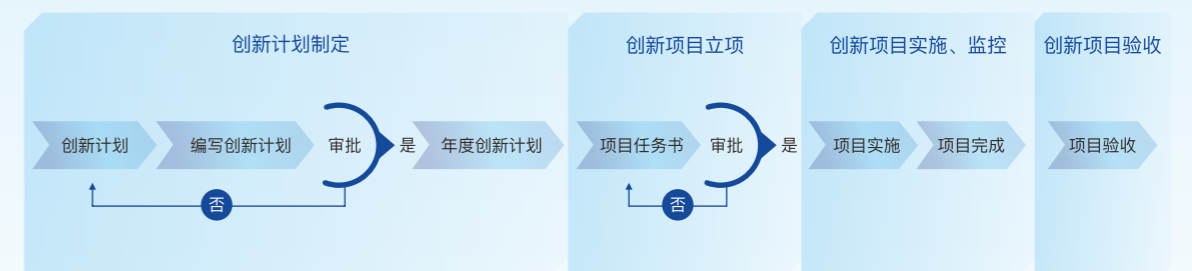 创新计划制定
创新项目立项
创新项目实施、监控
创新项目验收
创新计划
编写创新计划
审批
是
年度创新计划
项目任务书
审批
是
项目实施
项目完成
项目验收
否
否